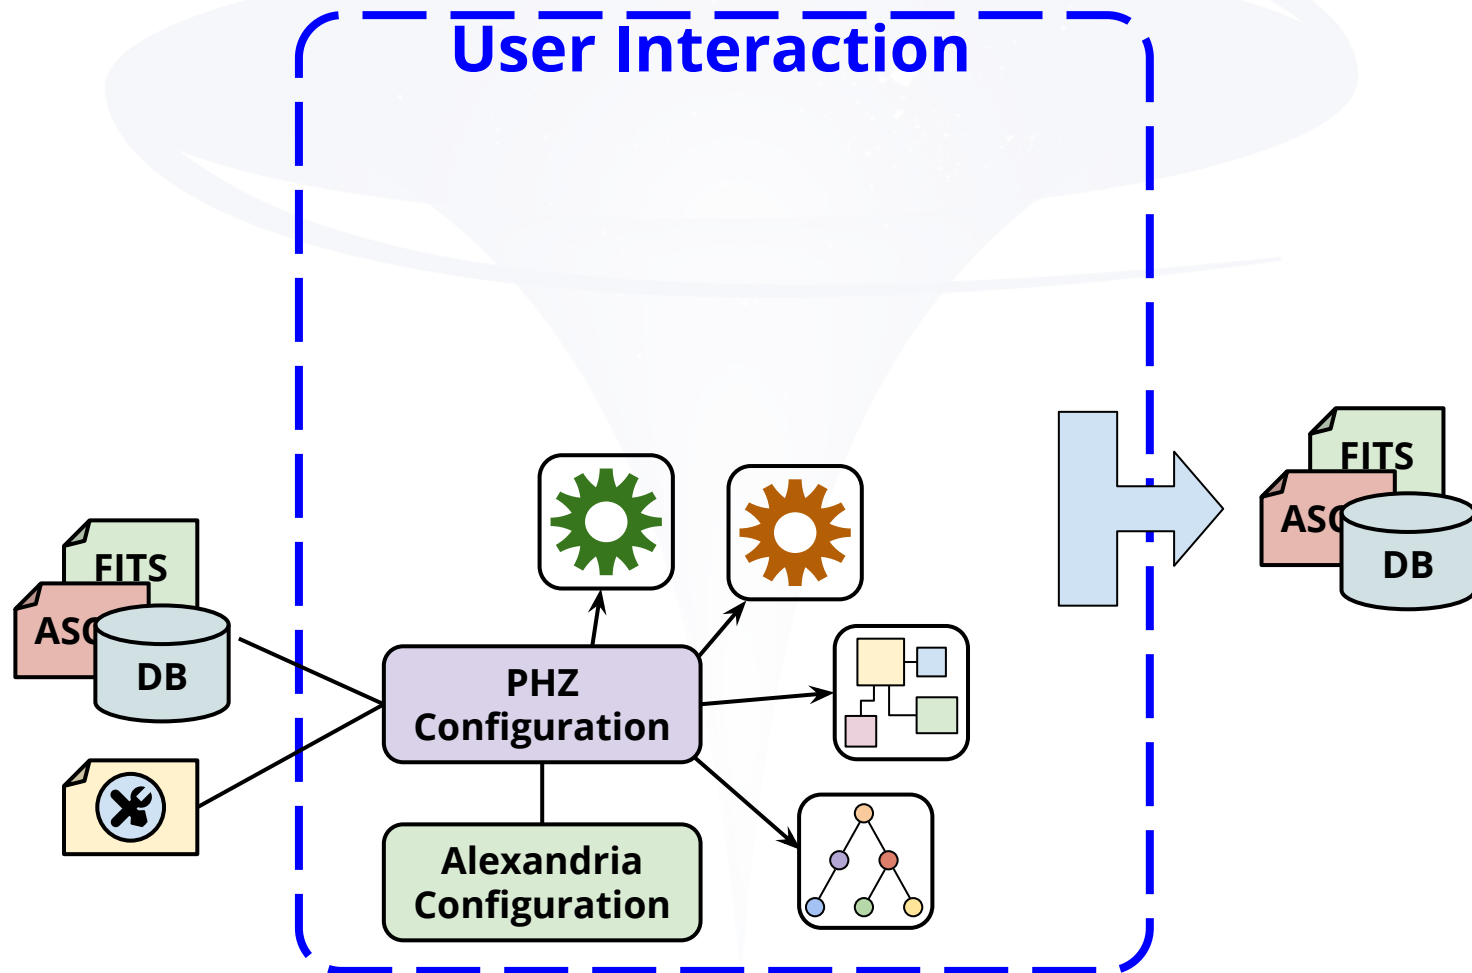 User Interaction
FITS
ASC
DB
PHZ
Configuration
Alexandria
Configuration
FITS
ASC
DB